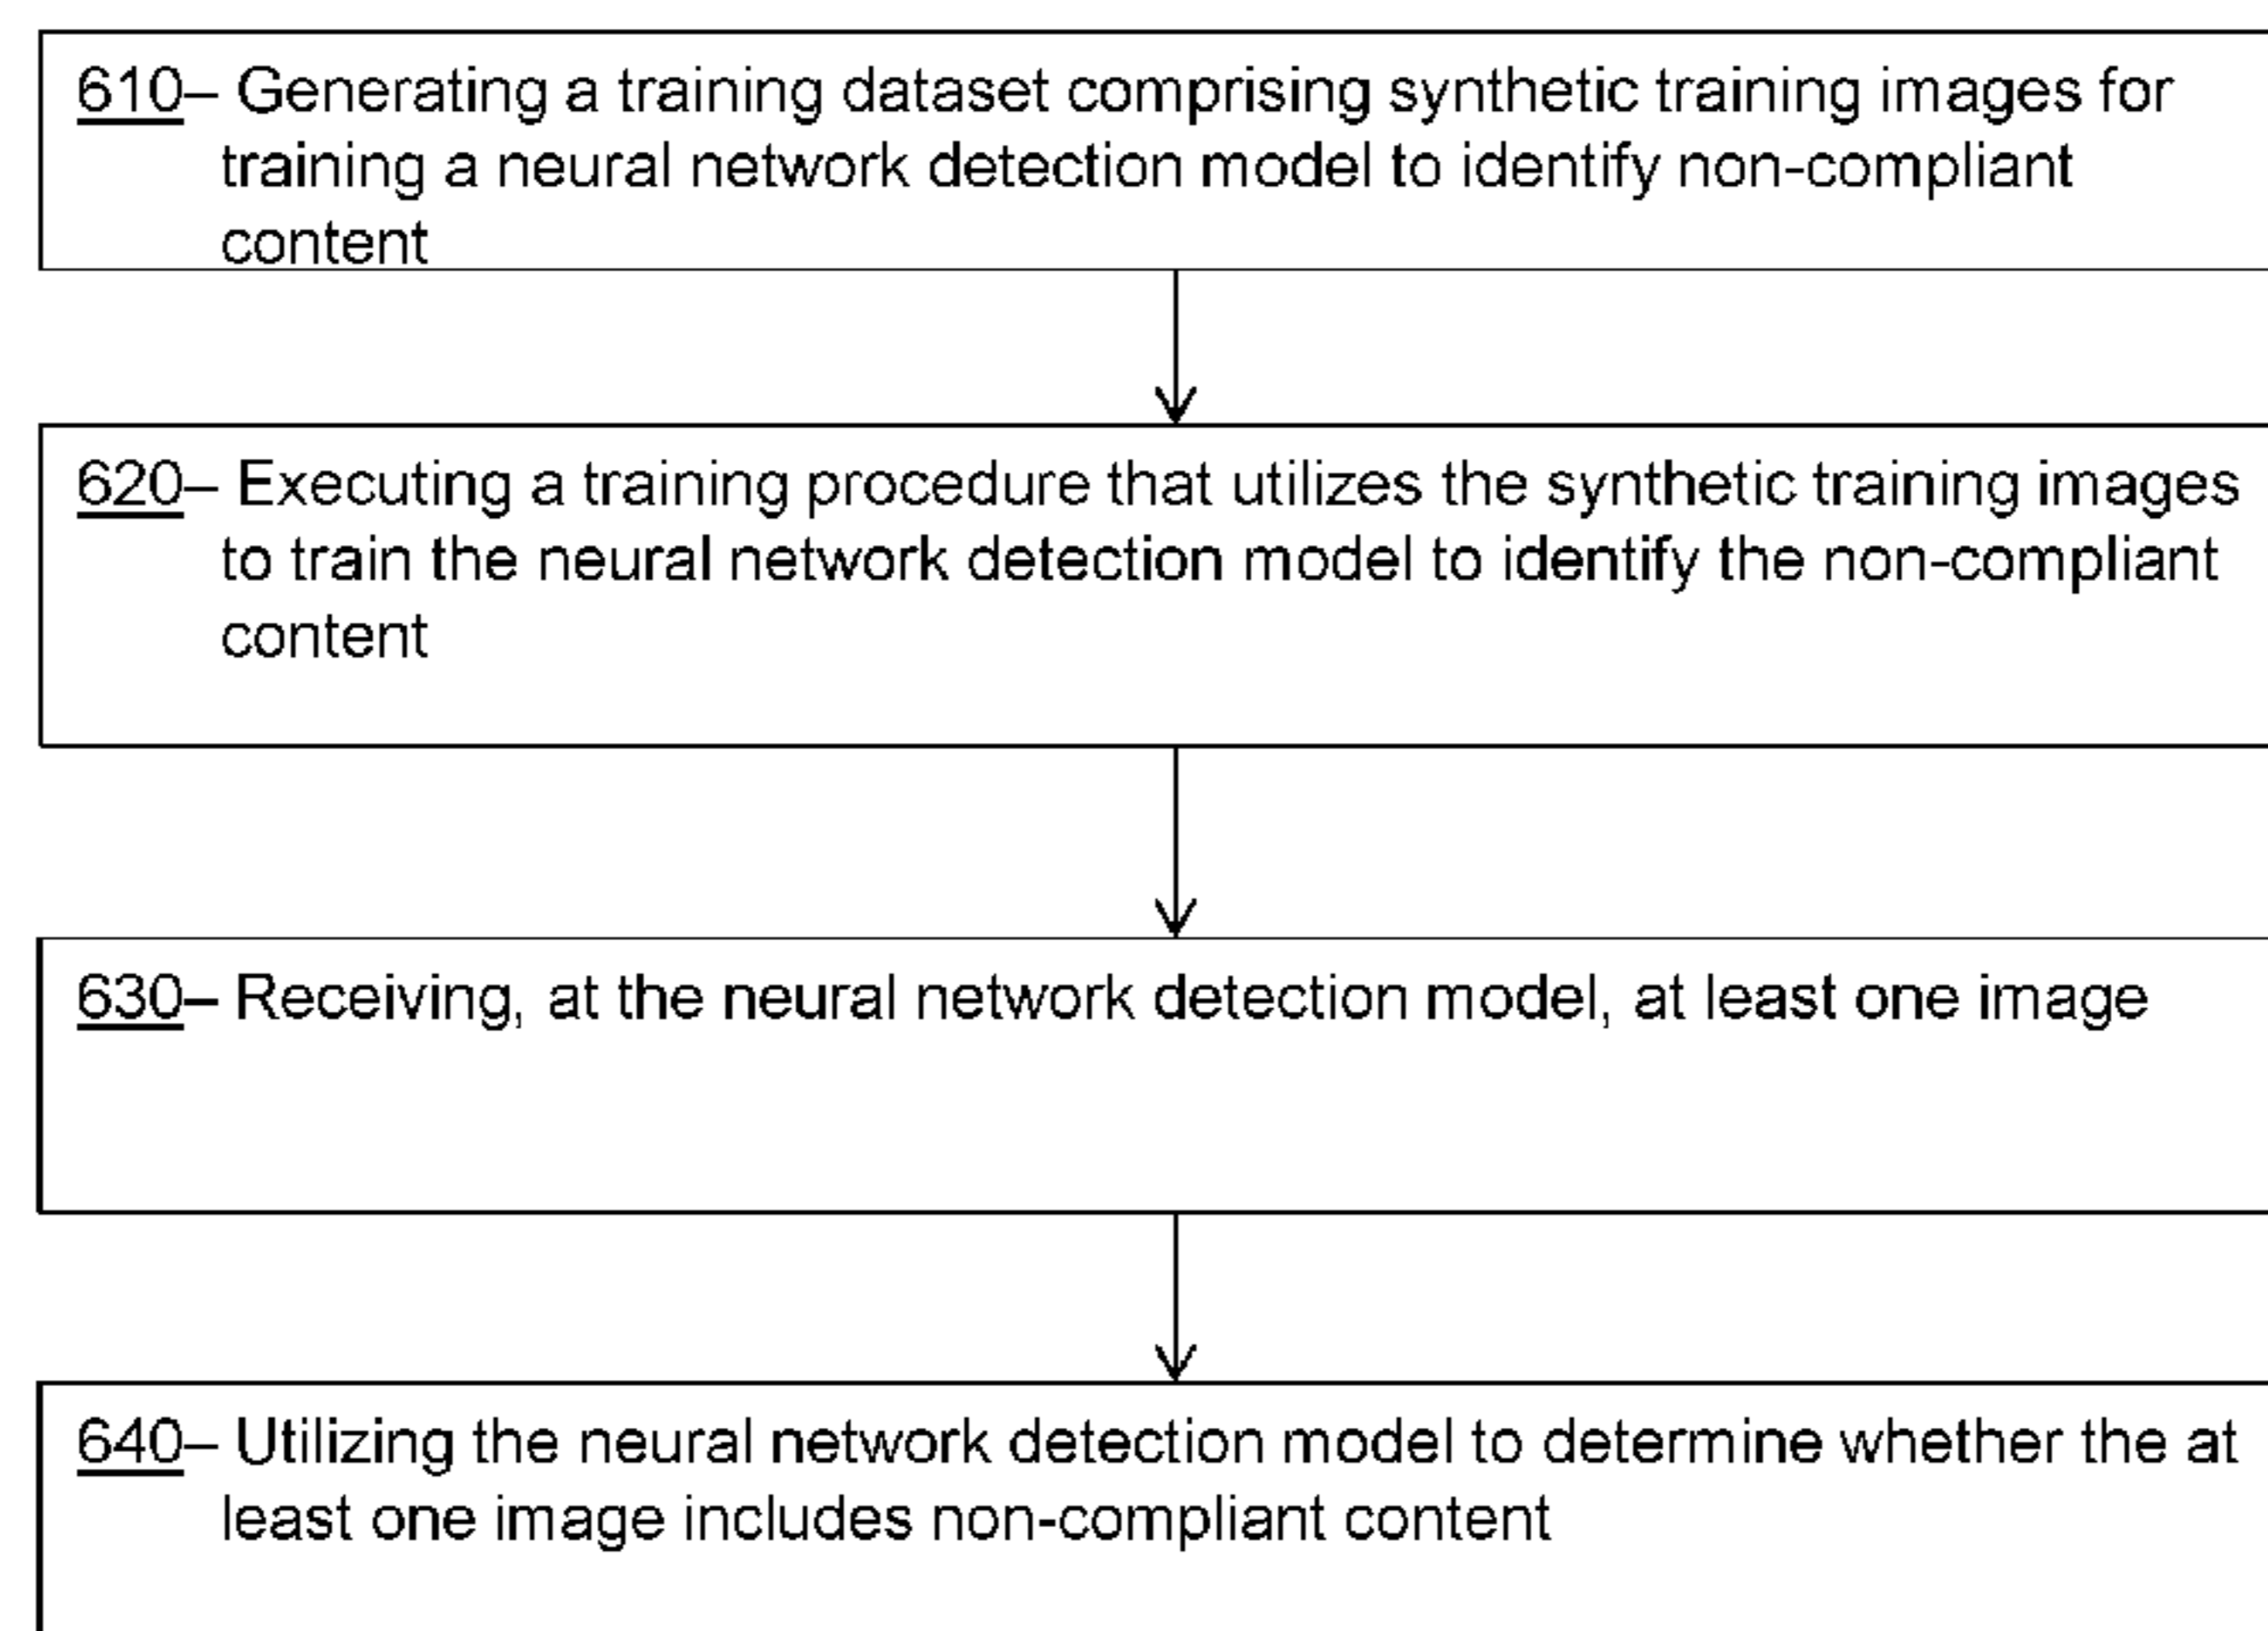 610– Generating a training dataset comprising synthetic training images for
training a neural network detection model to identify non-compliant
content
620– Executing a training procedure that utilizes the synthetic training images
to train the neural network detection model to identify the non-compliant
content
630– Receiving, at the neural network detection model, at least one image
640– Utilizing the neural network detection model to determine whether the at
least one image includes non-compliant content